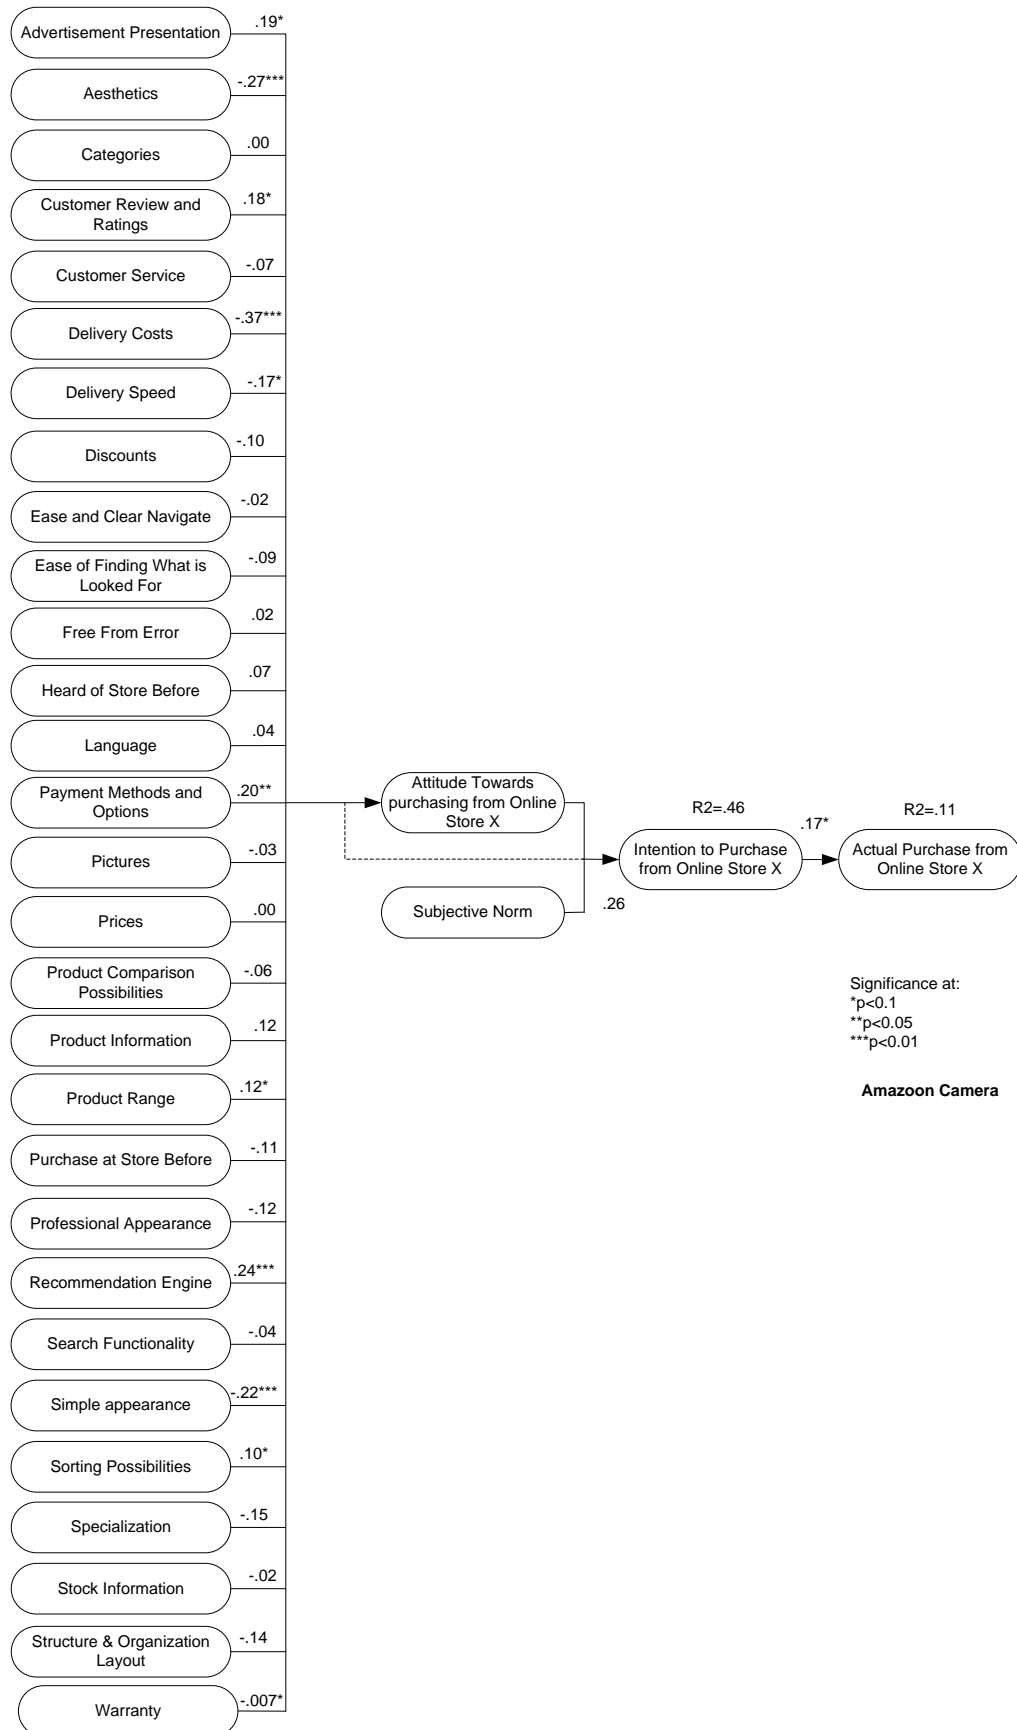 Advertisement Presentation
.19*
Aesthetics
-.27***
Categories
.00
Customer Review and
Ratings
.18*
Customer Service
-.07
Delivery Costs
-.37***
Delivery Speed
-.17*
Discounts
-.10
Ease and Clear Navigate
-.02
Ease of Finding What is
Looked For
-.09
Free From Error
.02
Heard of Store Before
.07
Language
.04
Payment Methods and
Options
.20**
Pictures
-.03
Prices
.00
Product Comparison
Possibilities
-.06
Product Information
.12
Product Range
.12*
Purchase at Store Before
-.11
Professional Appearance
-.12
Recommendation Engine
.24***
Search Functionality
-.04
Simple appearance
-.22***
Sorting Possibilities
.10*
Specialization
-.15
Stock Information
-.02
Structure & Organization
Layout
-.14
Warranty
-.007*
Attitude Towards
purchasing from Online
Store X
Subjective Norm
.26
R2=.46
Intention to Purchase
from Online Store X
.17*
R2=.11
Actual Purchase from
Online Store X
Significance at:
*p<0.1
**p<0.05
***p<0.01
Amazoon Camera